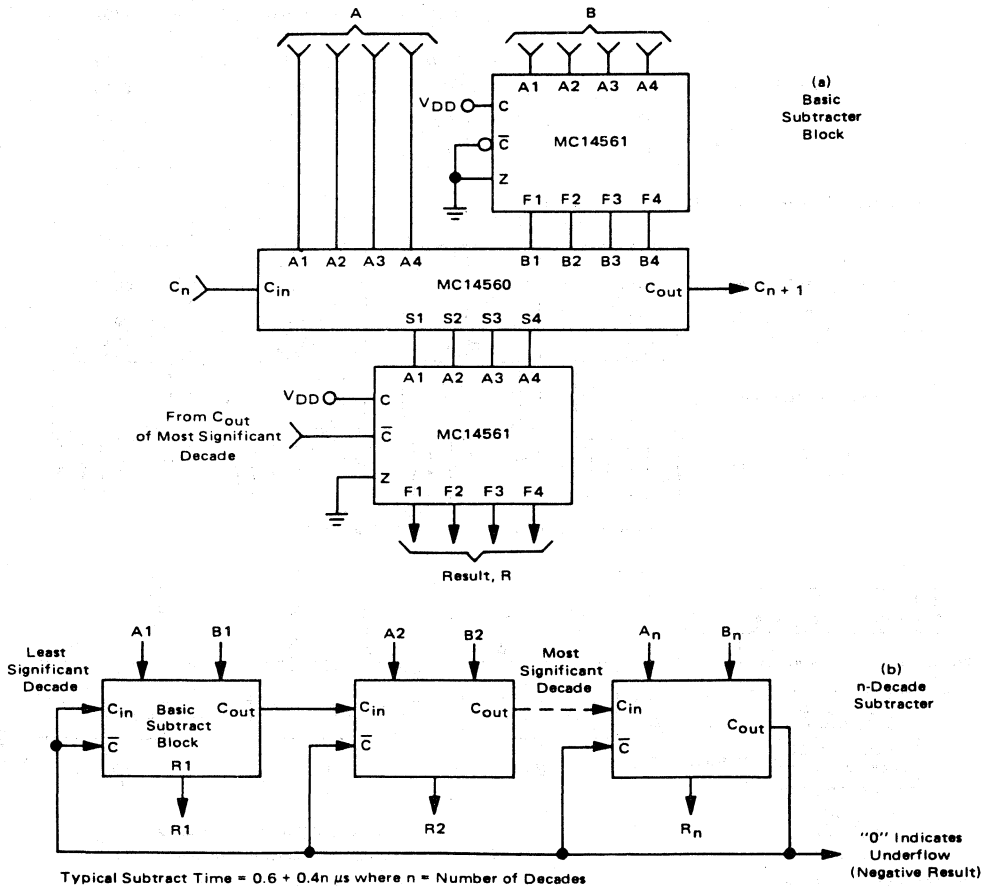 A
B
A1 A2 A3 A4
(a)
Basic
Subtracter
Block
VDD
C
C̅
MC14561
Z
F1 F2 F3 F4
A1 A2 A3 A4
B1 B2 B3 B4
Cn
Cin
MC14560
Cout
Cn + 1
S1 S2 S3 S4
A1 A2 A3 A4
VDD
C
From Cout
of Most Significant
Decade
C̅
MC14561
Z
F1 F2 F3 F4
Result, R
A1
B1
A2
B2
An
Bn
Least
Significant
Decade
Most
Significant
Decade
(b)
n-Decade
Subtracter
Cin
Basic
Subtract
Block
Cout
C̅
R1
Cin
Cout
C̅
Cin
Cout
C̅
R1
R2
Rn
"0" Indicates
Underflow
(Negative Result)
Typical Subtract Time = 0.6 + 0.4n μs where n = Number of Decades